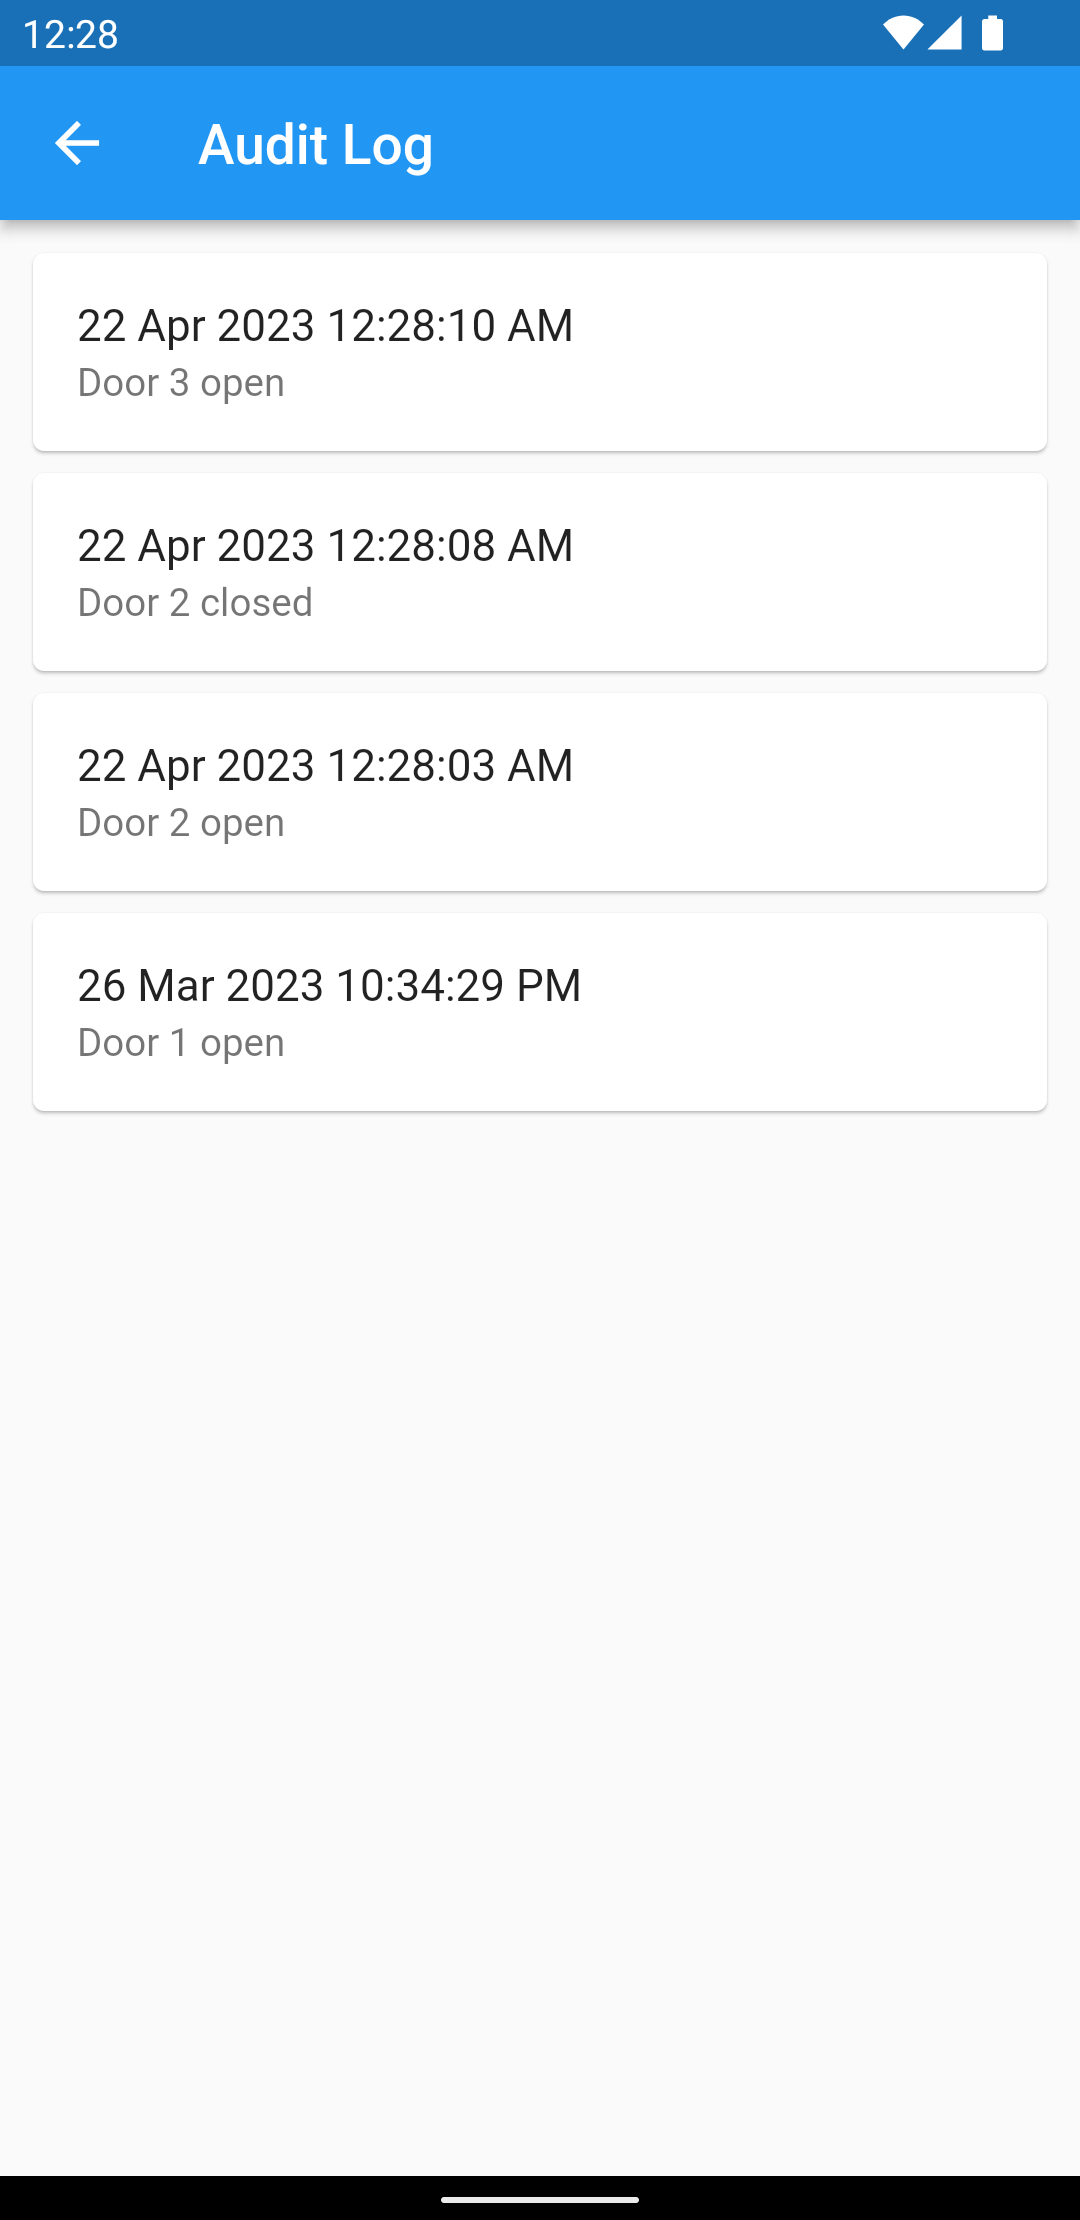 12:28
Audit Log
22 Apr 2023 12:28:10 AM
Door 3 open
22 Apr 2023 12:28:08 AM
Door 2 closed
22 Apr 2023 12:28:03 AM
Door 2 open
26 Mar 2023 10:34:29 PM
Door 1 open